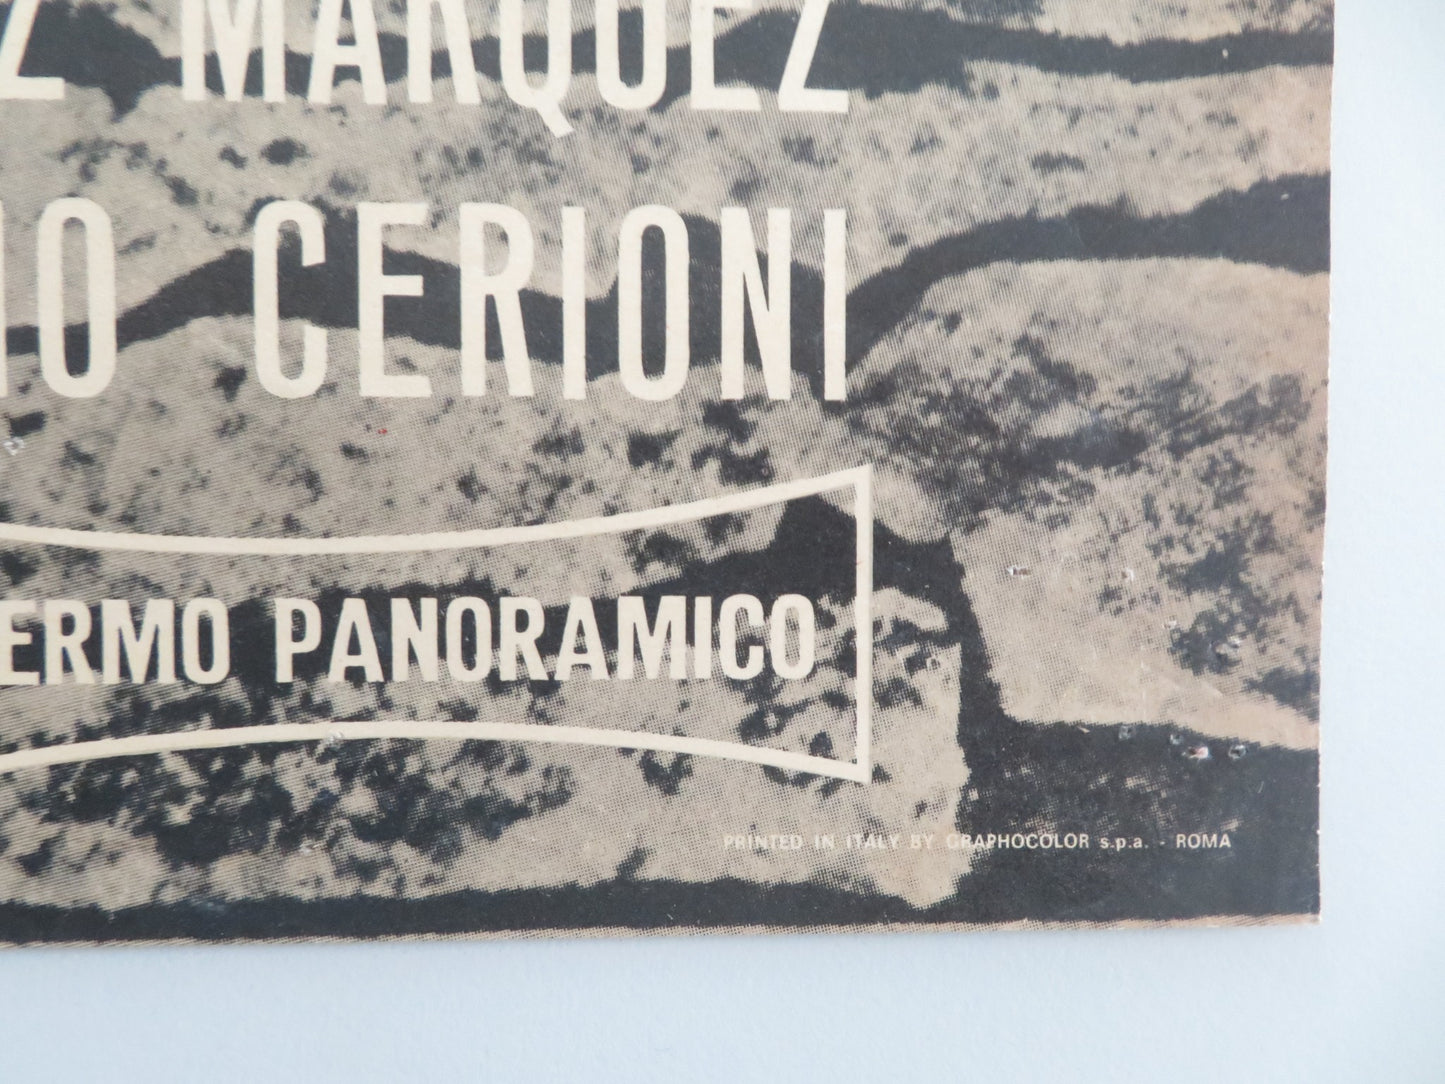 Z MARQUEZ
IO CERIONI
ERMO PANORAMICO
PRINTED IN ITALY BY GRAPHOCOLOR s.p.a. - ROMA